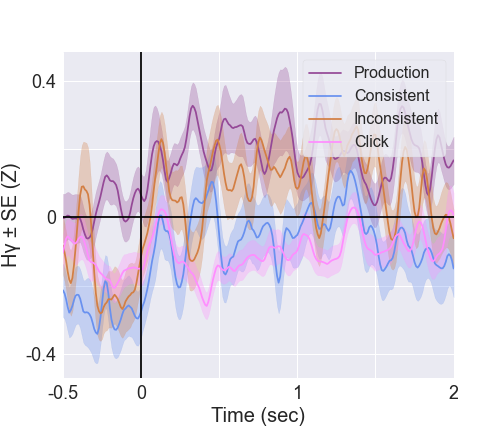 Production
Consistent
Inconsistent
Click
0.4
0
-0.4
Hγ ± SE (Z)
-0.5
0
1
2
Time (sec)